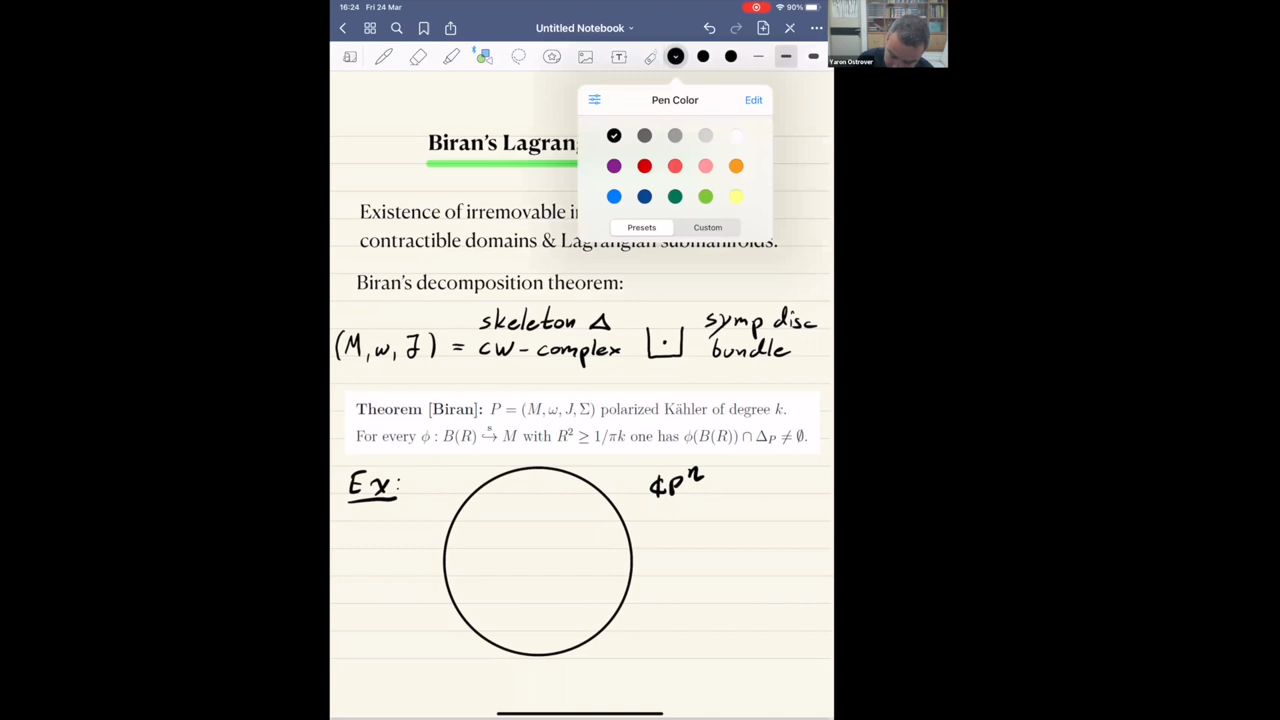 16:24 Fri 24 Mar
90%
Untitled Notebook
Yaron Ostrover
Pen Color
Edit
Presets
Custom
Biran's Lagran
Existence of irremovable
contractible domains & Lagrangian submanifolds.
Biran's decomposition theorem:
skeleton Δ symp disc
(M, ω, J) = CW-complex ⊔ bundle
Theorem [Biran]: P = (M, ω, J, Σ) polarized Kähler of degree k.
For every ϕ : B(R) ↪ˢ M with R² ≥ 1/πk one has ϕ(B(R)) ∩ Δ_P ≠ ∅.
Ex: ℂPⁿ